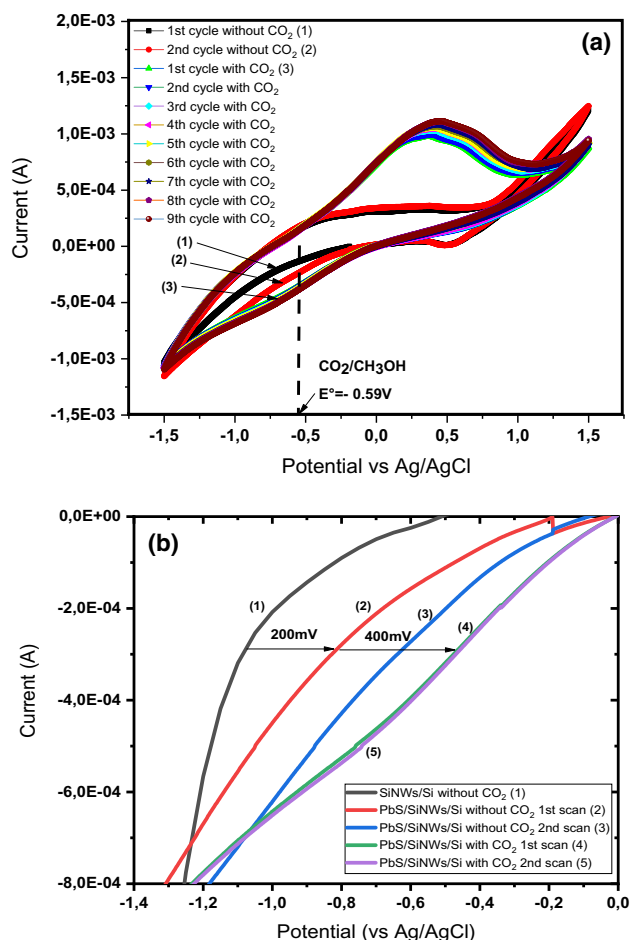 (a)
1st cycle without CO₂ (1)
2nd cycle without CO₂ (2)
1st cycle with CO₂ (3)
2nd cycle with CO₂
3rd cycle with CO₂
4th cycle with CO₂
5th cycle with CO₂
6th cycle with CO₂
7th cycle with CO₂
8th cycle with CO₂
9th cycle with CO₂
2,0E-03
1,5E-03
1,0E-03
5,0E-04
0,0E+00
-5,0E-04
-1,0E-03
-1,5E-03
Current (A)
(1)
(2)
(3)
CO₂/CH3OH
E°=- 0.59V
-1,5 -1,0 -0,5 0,0 0,5 1,0 1,5
Potential vs Ag/AgCl
(b)
0,0E+00
-2,0E-04
-4,0E-04
-6,0E-04
-8,0E-04
Current (A)
(1)
(2)
(3)
(4)
200mV
400mV
(5)
SiNWs/Si without CO₂ (1)
PbS/SiNWs/Si without CO₂ 1st scan (2)
PbS/SiNWs/Si without CO₂ 2nd scan (3)
PbS/SiNWs/Si with CO₂ 1st scan (4)
PbS/SiNWs/Si with CO₂ 2nd scan (5)
-1,4 -1,2 -1,0 -0,8 -0,6 -0,4 -0,2 0,0
Potential (vs Ag/AgCl)